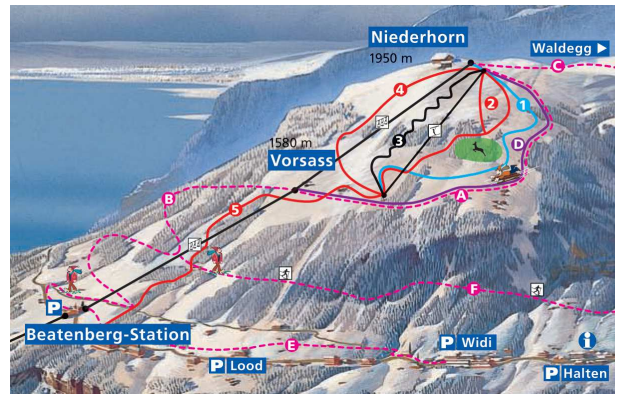 Niederhorn
1950 m
Waldegg ▶
C
4
2
1
3
1580 m
Vorsass
D
B
A
5
F
P
Beatenberg-Station
E
P Widi
i
P Lood
P Halten